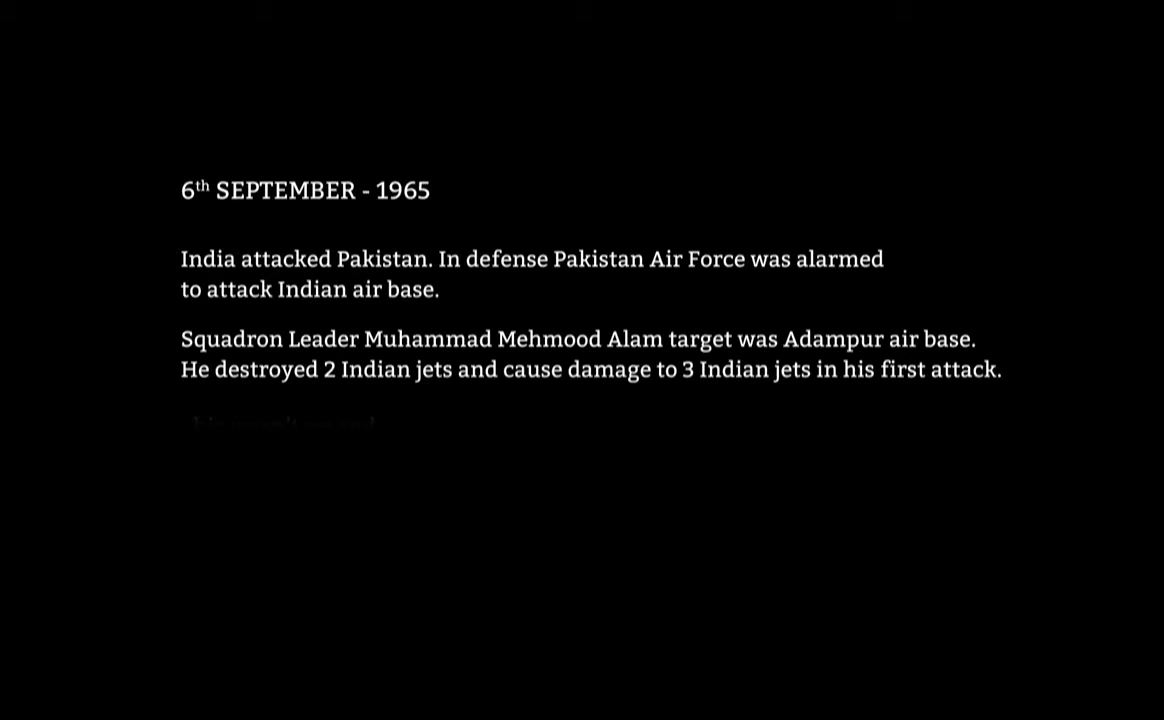 6th SEPTEMBER - 1965
India attacked Pakistan. In defense Pakistan Air Force was alarmed
to attack Indian air base.
Squadron Leader Muhammad Mehmood Alam target was Adampur air base.
He destroyed 2 Indian jets and cause damage to 3 Indian jets in his first attack.